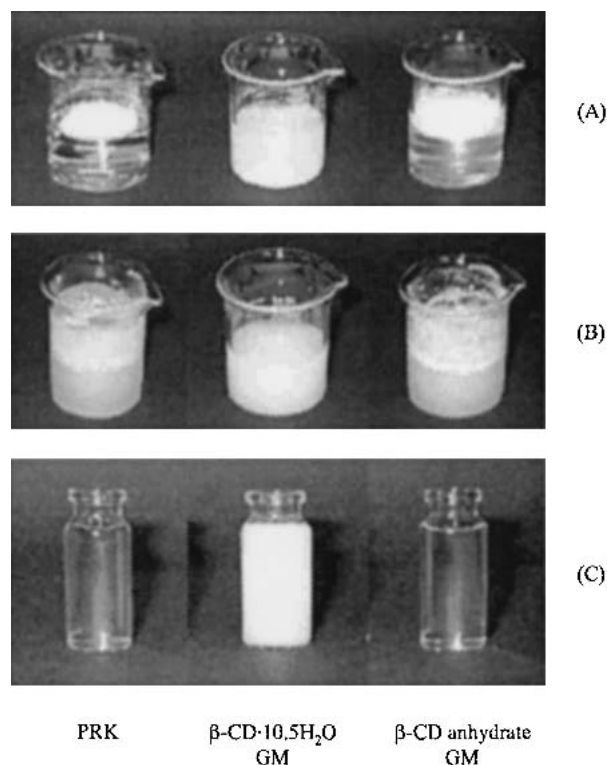 (A)
(B)
(C)
PRK β-CD·10.5H₂O β-CD anhydrate
GM GM